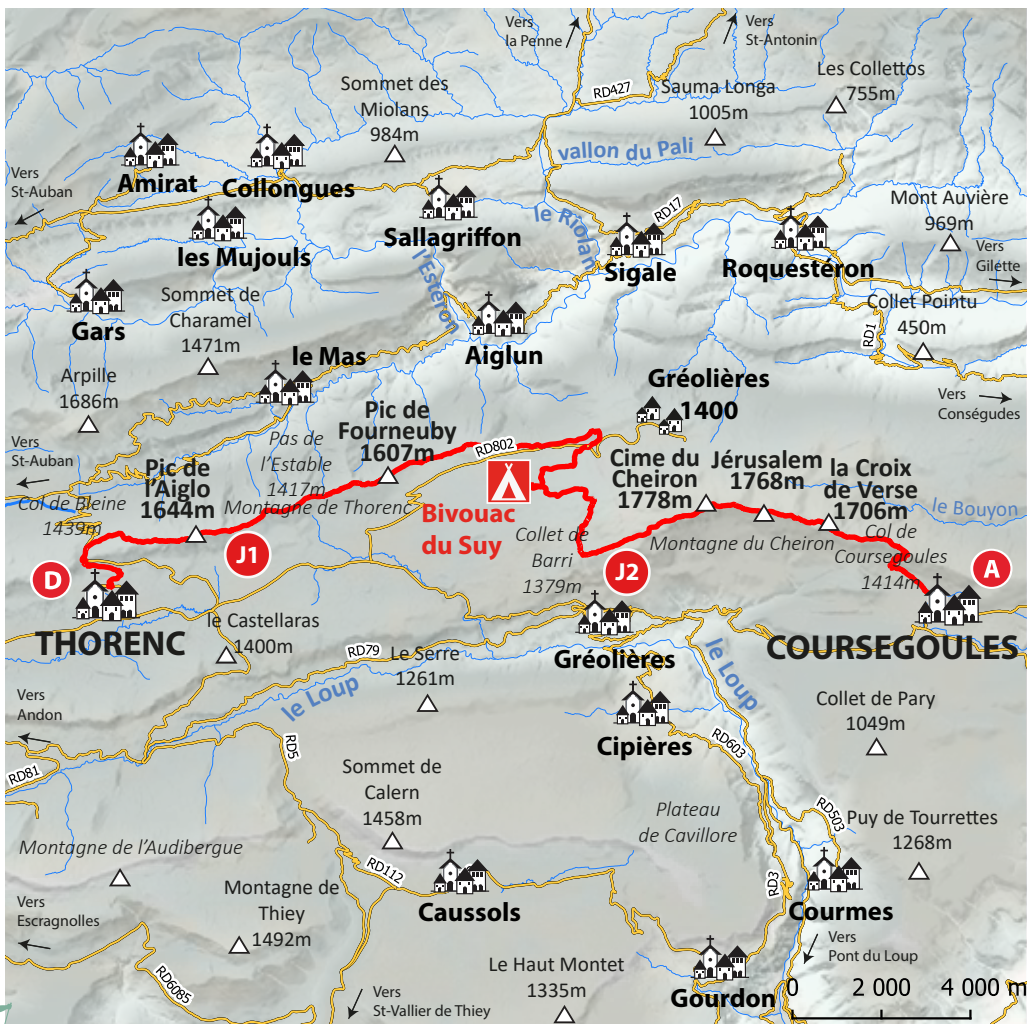 Vers
la Penne
Vers
St-Antonin
RD427
Sommet des
Miolans
984m
Sauma Longa
1005m
Les Collettos
755m
vallon du Pali
Vers
St-Auban
Amirat
Collongues
les Mujouls
Sallagriffon
le Riolan
RD17
Sigale
Roquestéron
Mont Auvière
969m
Vers
Gilette
Gars
Sommet de
Charamel
1471m
l'Estéron
Aiglun
Collet Pointu
450m
RD1
Arpille
1686m
le Mas
Gréolières
1400
Vers
Conségudes
Vers
St-Auban
Col de Bleine
1439m
Pic de
l'Aiglo
1644m
Pas de
l'Estable
1417m
Pic de
Fourneuby
1607m
RD802
Montagne de Thorenc
Bivouac
du Suy
Collet de
Barri
1379m
Cime du
Cheiron
1778m
Jérusalem
1768m
la Croix
de Verse
1706m
le Bouyon
Montagne du Cheiron
Col de
Coursegoules
1414m
J1
J2
D
A
THORENC
COURSEGOULES
le Castellaras
1400m
RD79
Le Serre
1261m
Gréolières
le Loup
le Loup
Vers
Andon
RD81
RD5
Cipières
RD603
Collet de Pary
1049m
Sommet de
Calern
1458m
Plateau
de Cavillore
RD503
Puy de Tourrettes
1268m
Montagne de l'Audibergue
RD112
Caussols
RD3
Courmes
Vers
Escragnolles
Montagne de
Thiey
1492m
RD6085
Vers
St-Vallier de Thiey
Le Haut Montet
1335m
Gourdon
Vers
Pont du Loup
0 2 000 4 000 m